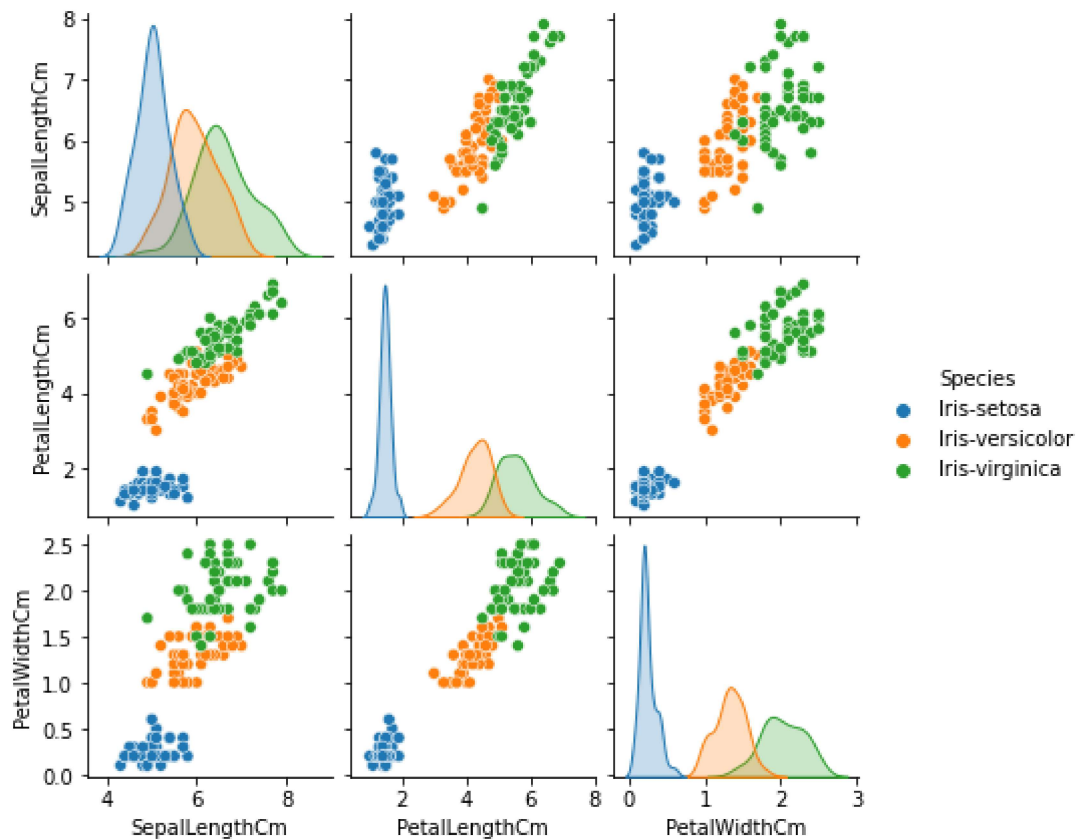 8
7
6
5
SepalLengthCm
6
4
2
PetalLengthCm
Species
Iris-setosa
Iris-versicolor
Iris-virginica
2.5
2.0
1.5
1.0
0.5
0.0
PetalWidthCm
4 6 8 2 4 6 8 0 1 2 3
SepalLengthCm PetalLengthCm PetalWidthCm